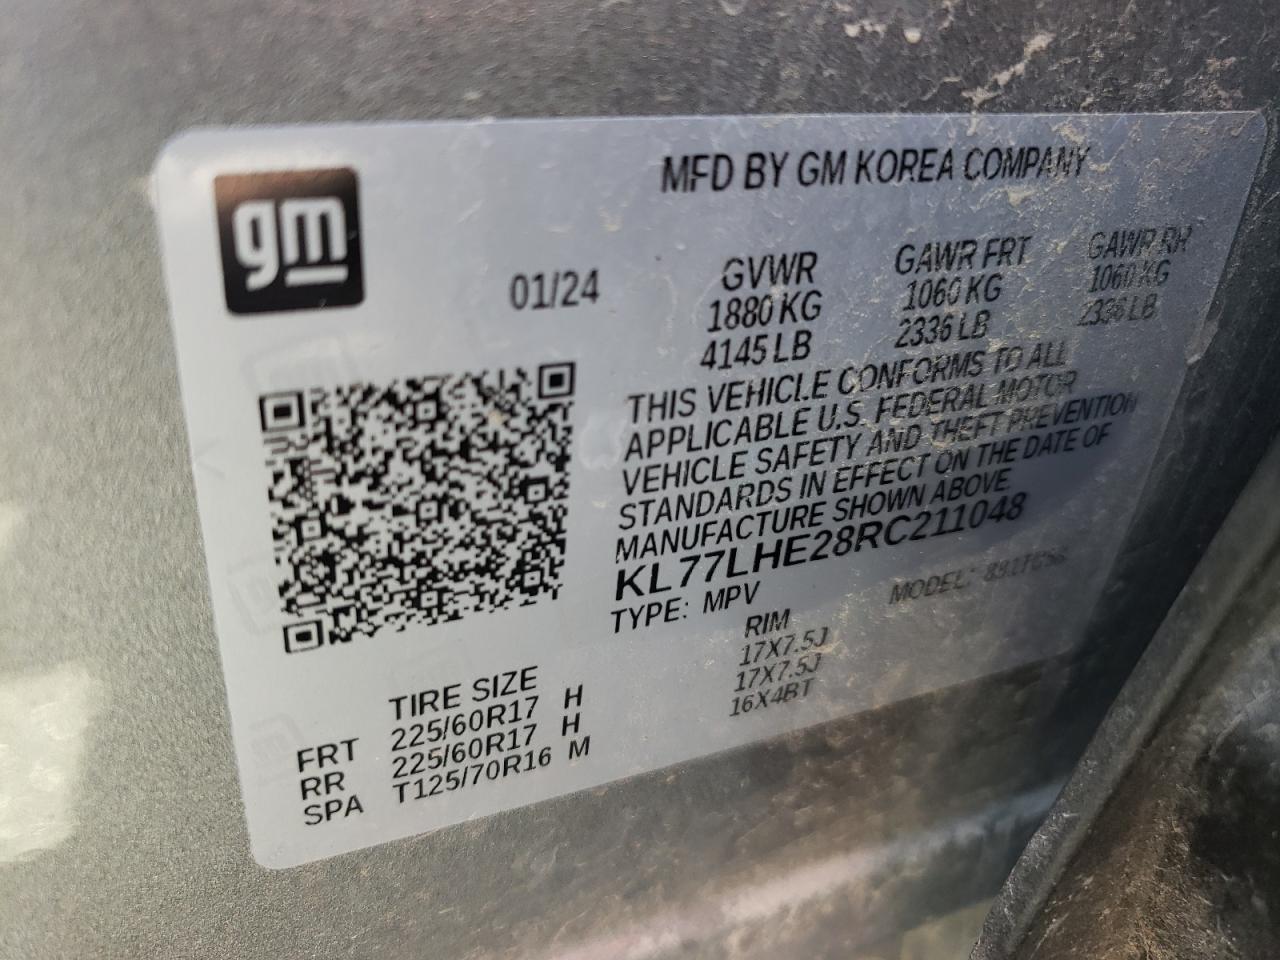 gm
MFD BY GM KOREA COMPANY
01/24
GVWR GAWR FRT GAWR RR
1880 KG 1060 KG 1060 KG
4145 LB 2336 LB 2336 LB
THIS VEHICLE CONFORMS TO ALL
APPLICABLE U.S. FEDERAL MOTOR
VEHICLE SAFETY AND THEFT PREVENTION
STANDARDS IN EFFECT ON THE DATE OF
MANUFACTURE SHOWN ABOVE
KL77LHE28RC211048
TYPE: MPV MODEL:
TIRE SIZE RIM
FRT 225/60R17 H 17X7.5J
RR 225/60R17 H 17X7.5J
SPA T125/70R16 M 16X4BT